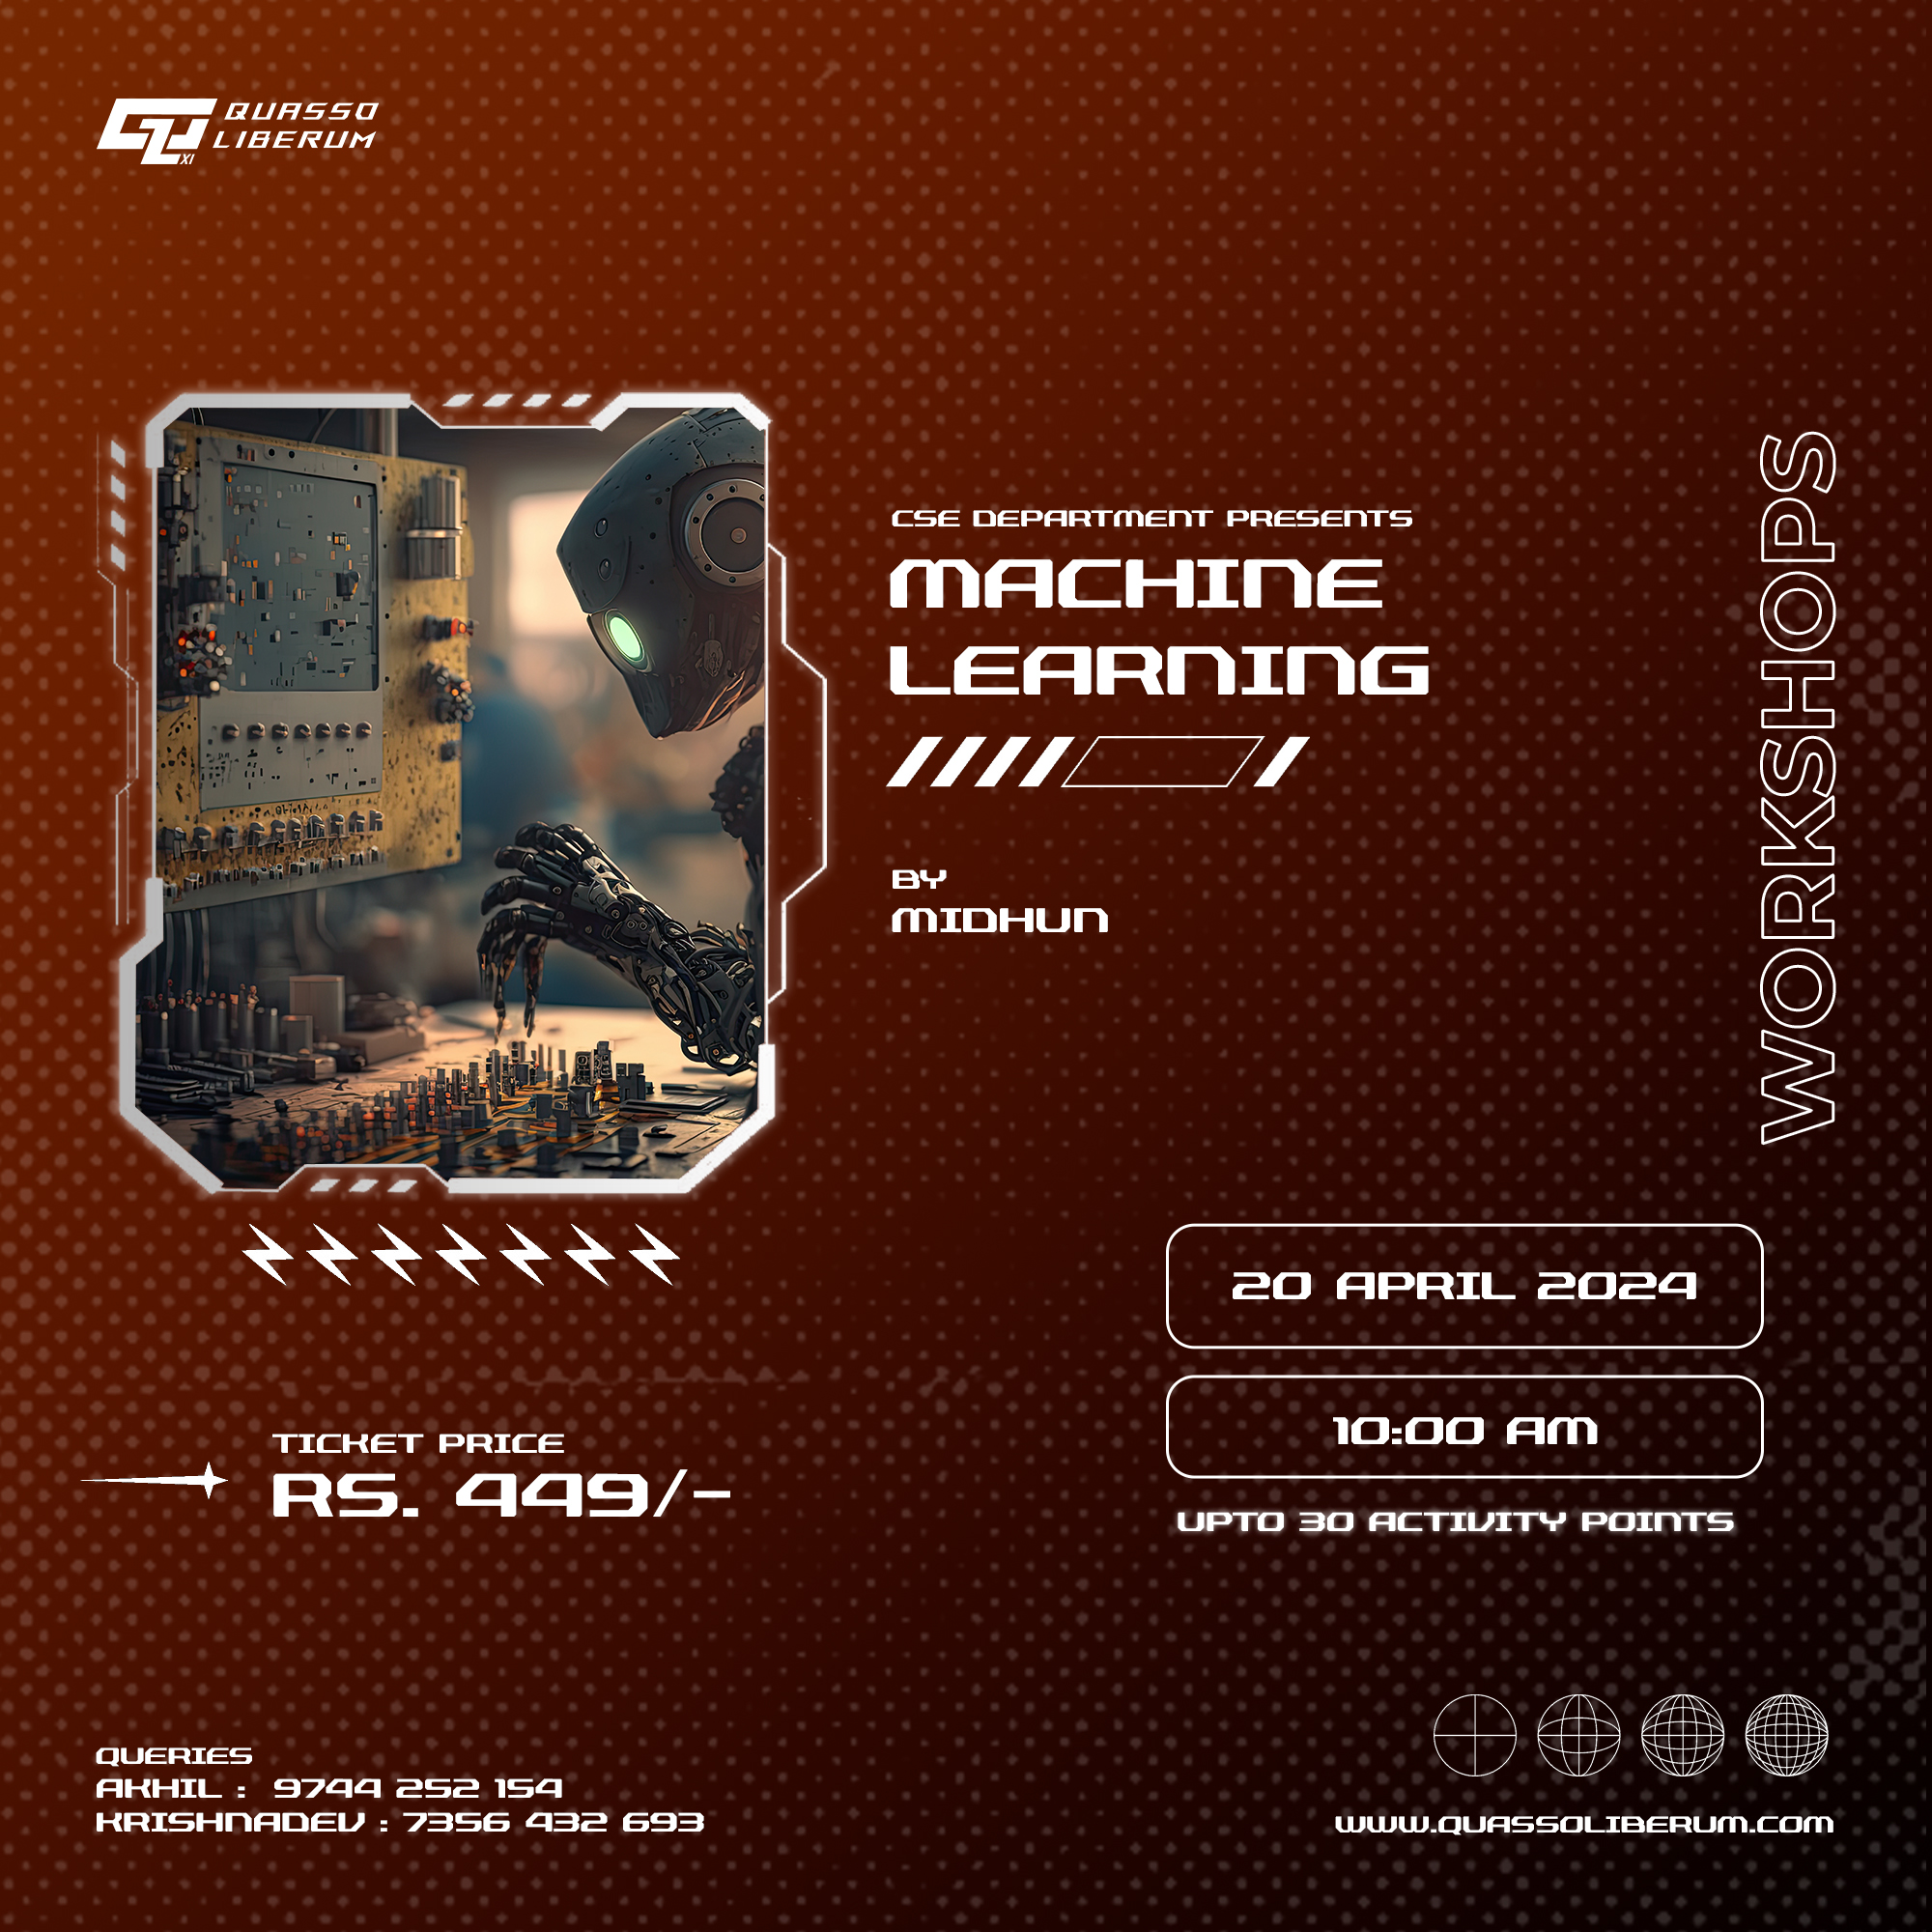 QUASSO
LIBERUM
XI
CSE DEPARTMENT PRESENTS
MACHINE
LEARNING
BY
MIDHUN
WORKSHOPS
20 APRIL 2024
10:00 AM
UPTO 30 ACTIVITY POINTS
TICKET PRICE
RS. 449/-
QUERIES
AKHIL : 9744 252 154
KRISHNADEV : 7356 432 693
WWW.QUASSOLIBERUM.COM